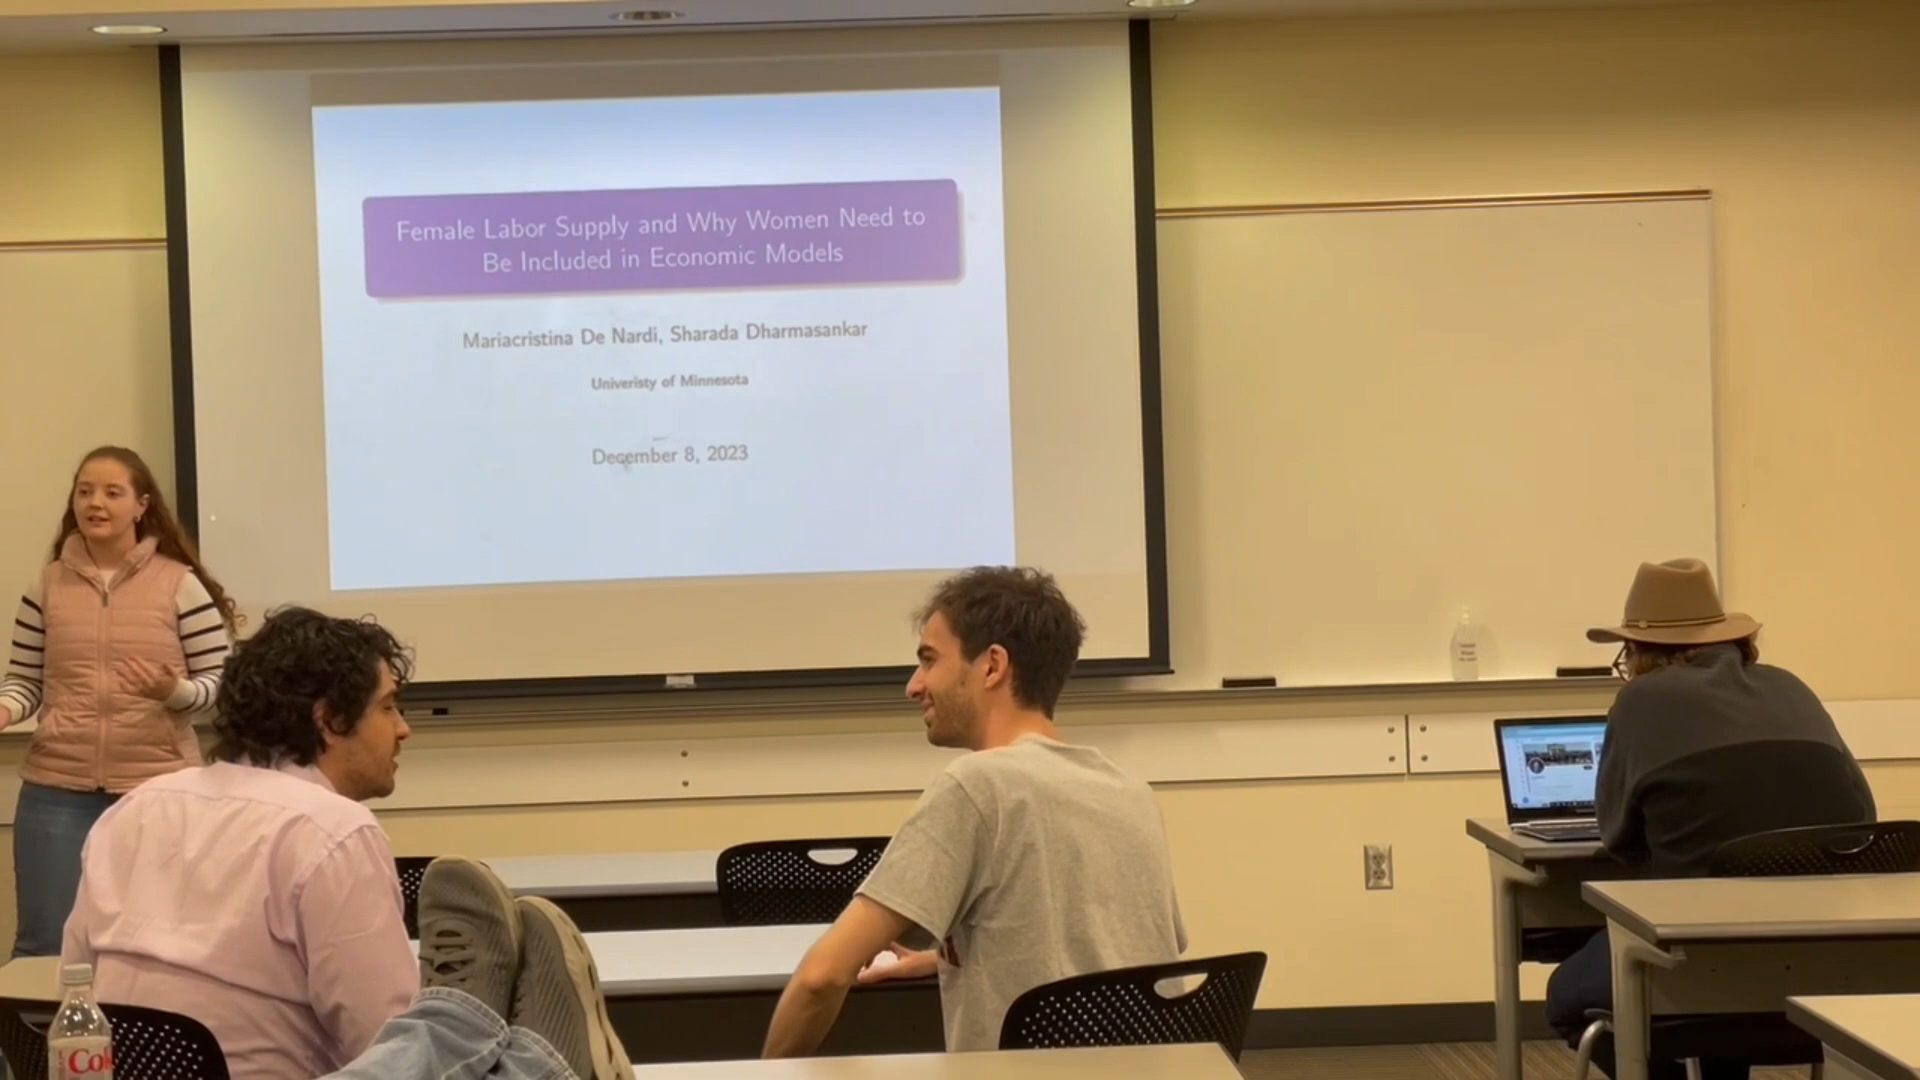 Female Labor Supply and Why Women Need to
Be Included in Economic Models
Mariacristina De Nardi, Sharada Dharmasankar
Univeristy of Minnesota
December 8, 2023
Cok